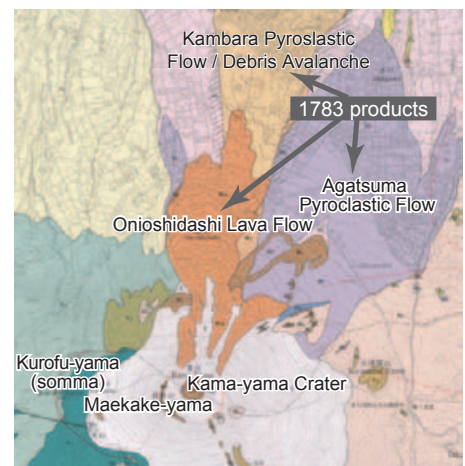 Kambara Pyroslastic
Flow / Debris Avalanche
1783 products
Agatsuma
Pyroclastic Flow
Onioshidashi Lava Flow
Kurofu-yama
(somma)
Kama-yama Crater
Maekake-yama